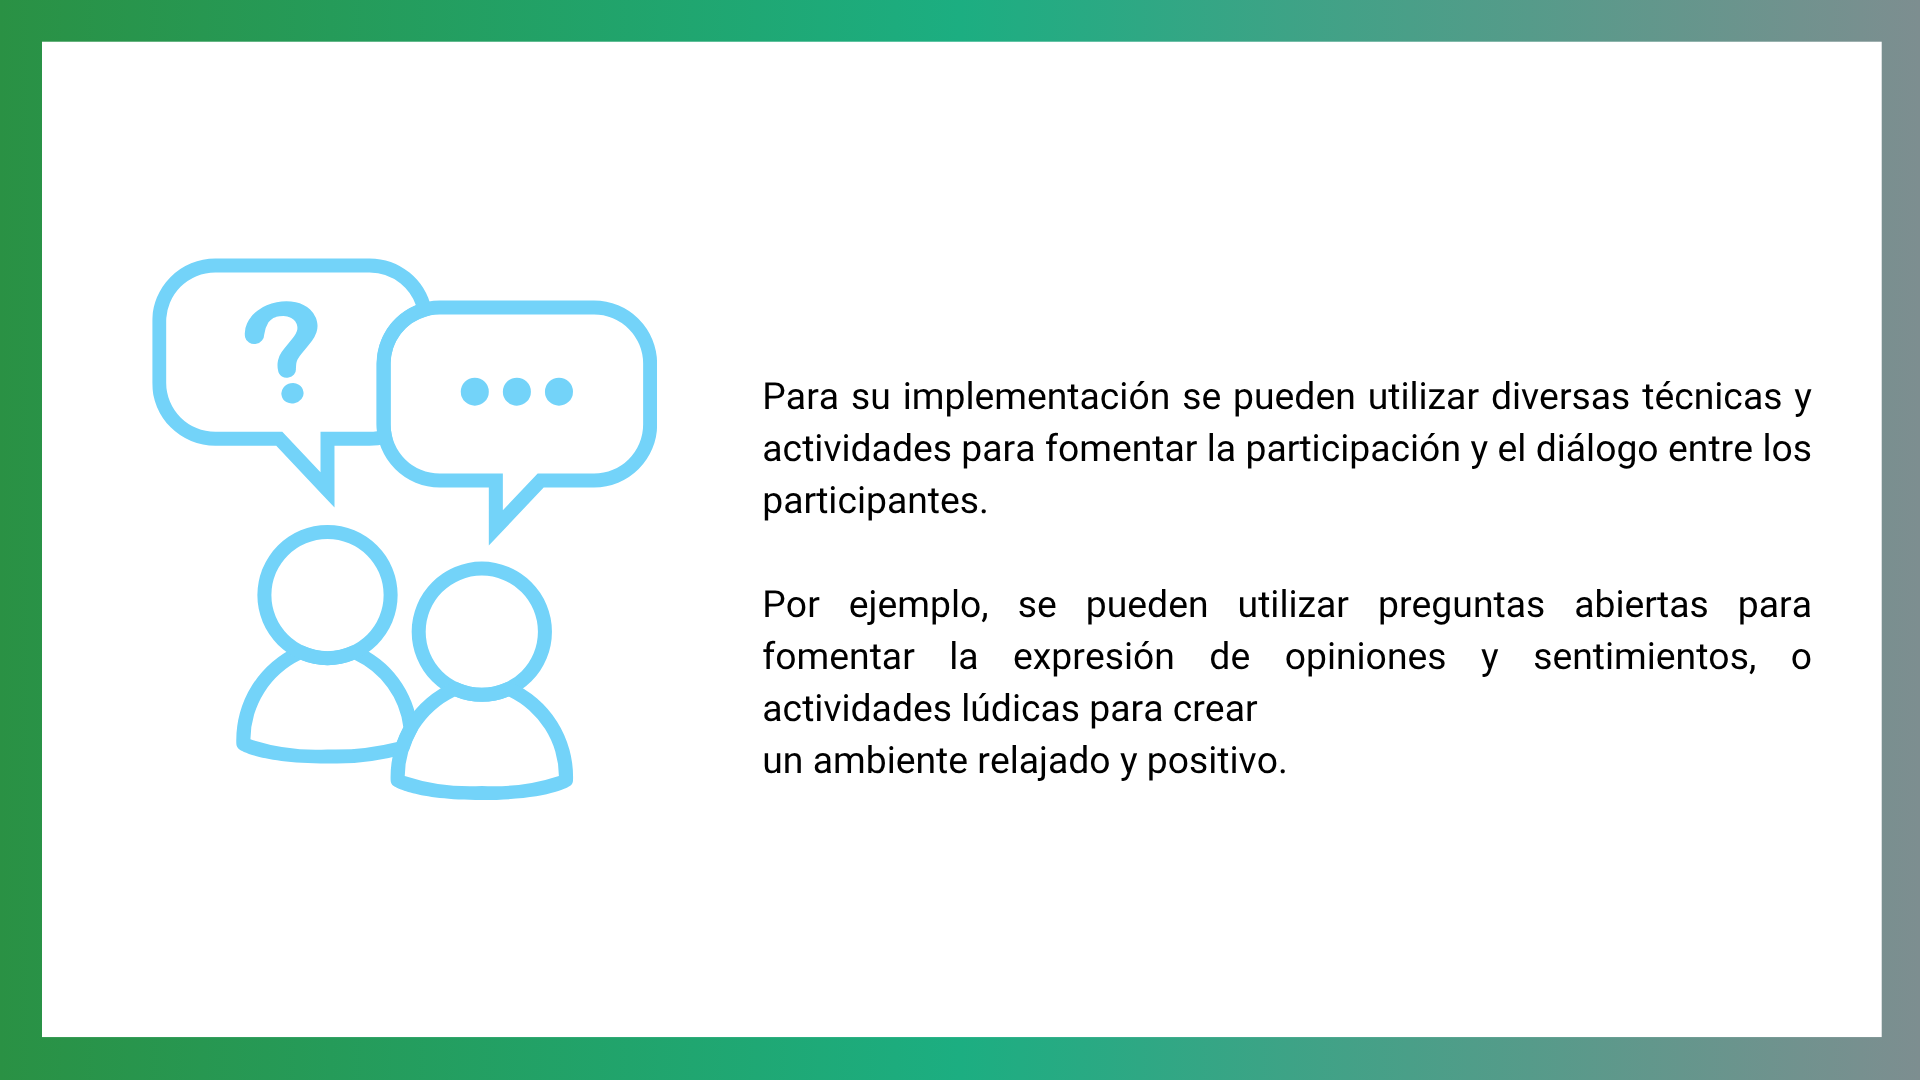 ?
Para su implementación se pueden utilizar diversas técnicas y
actividades para fomentar la participación y el diálogo entre los
participantes.
Por ejemplo, se pueden utilizar preguntas abiertas para
fomentar la expresión de opiniones y sentimientos, o
actividades lúdicas para crear
un ambiente relajado y positivo.